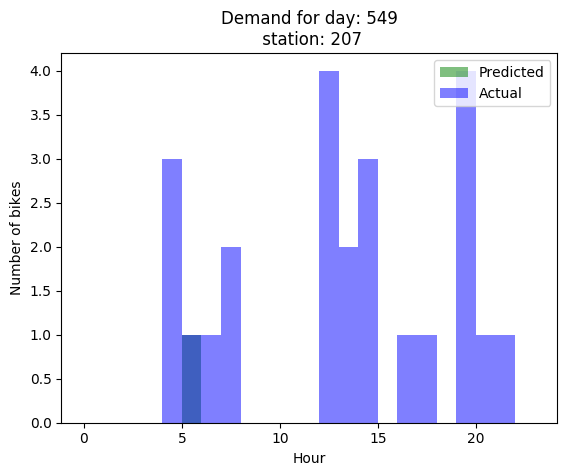 Demand for day: 549
station: 207
Predicted
Actual
4.0
3.5
3.0
2.5
2.0
1.5
1.0
0.5
0.0
Number of bikes
0 5 10 15 20
Hour